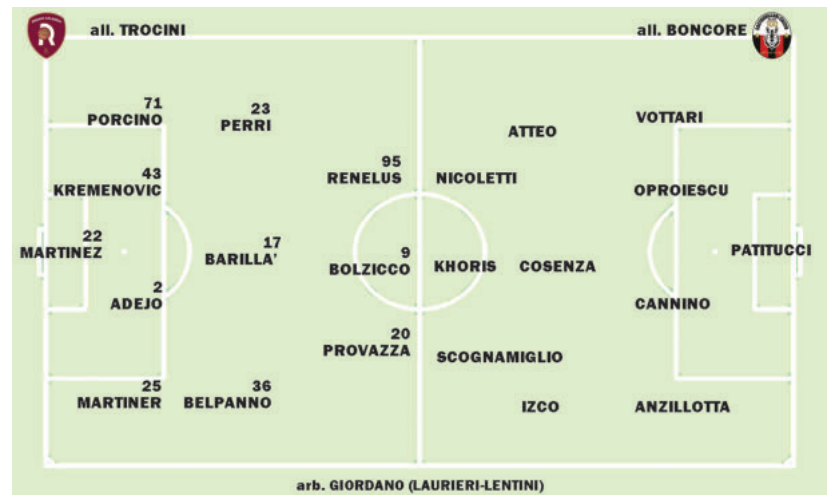 all. TROCINI
all. BONCORE
71
PORCINO
23
PERRI
ATTEO
VOTTARI
43
KREMENOVIC
95
RENELUS
NICOLETTI
OPROIESCU
22
MARTINEZ
17
BARILLA'
9
BOLZICCO
KHORIS
COSENZA
PATITUCCI
2
ADEJO
CANNINO
20
PROVAZZA
SCOGNAMIGLIO
25
MARTINER
36
BELPANNO
IZCO
ANZILLOTTA
arb. GIORDANO (LAURIERI-LENTINI)